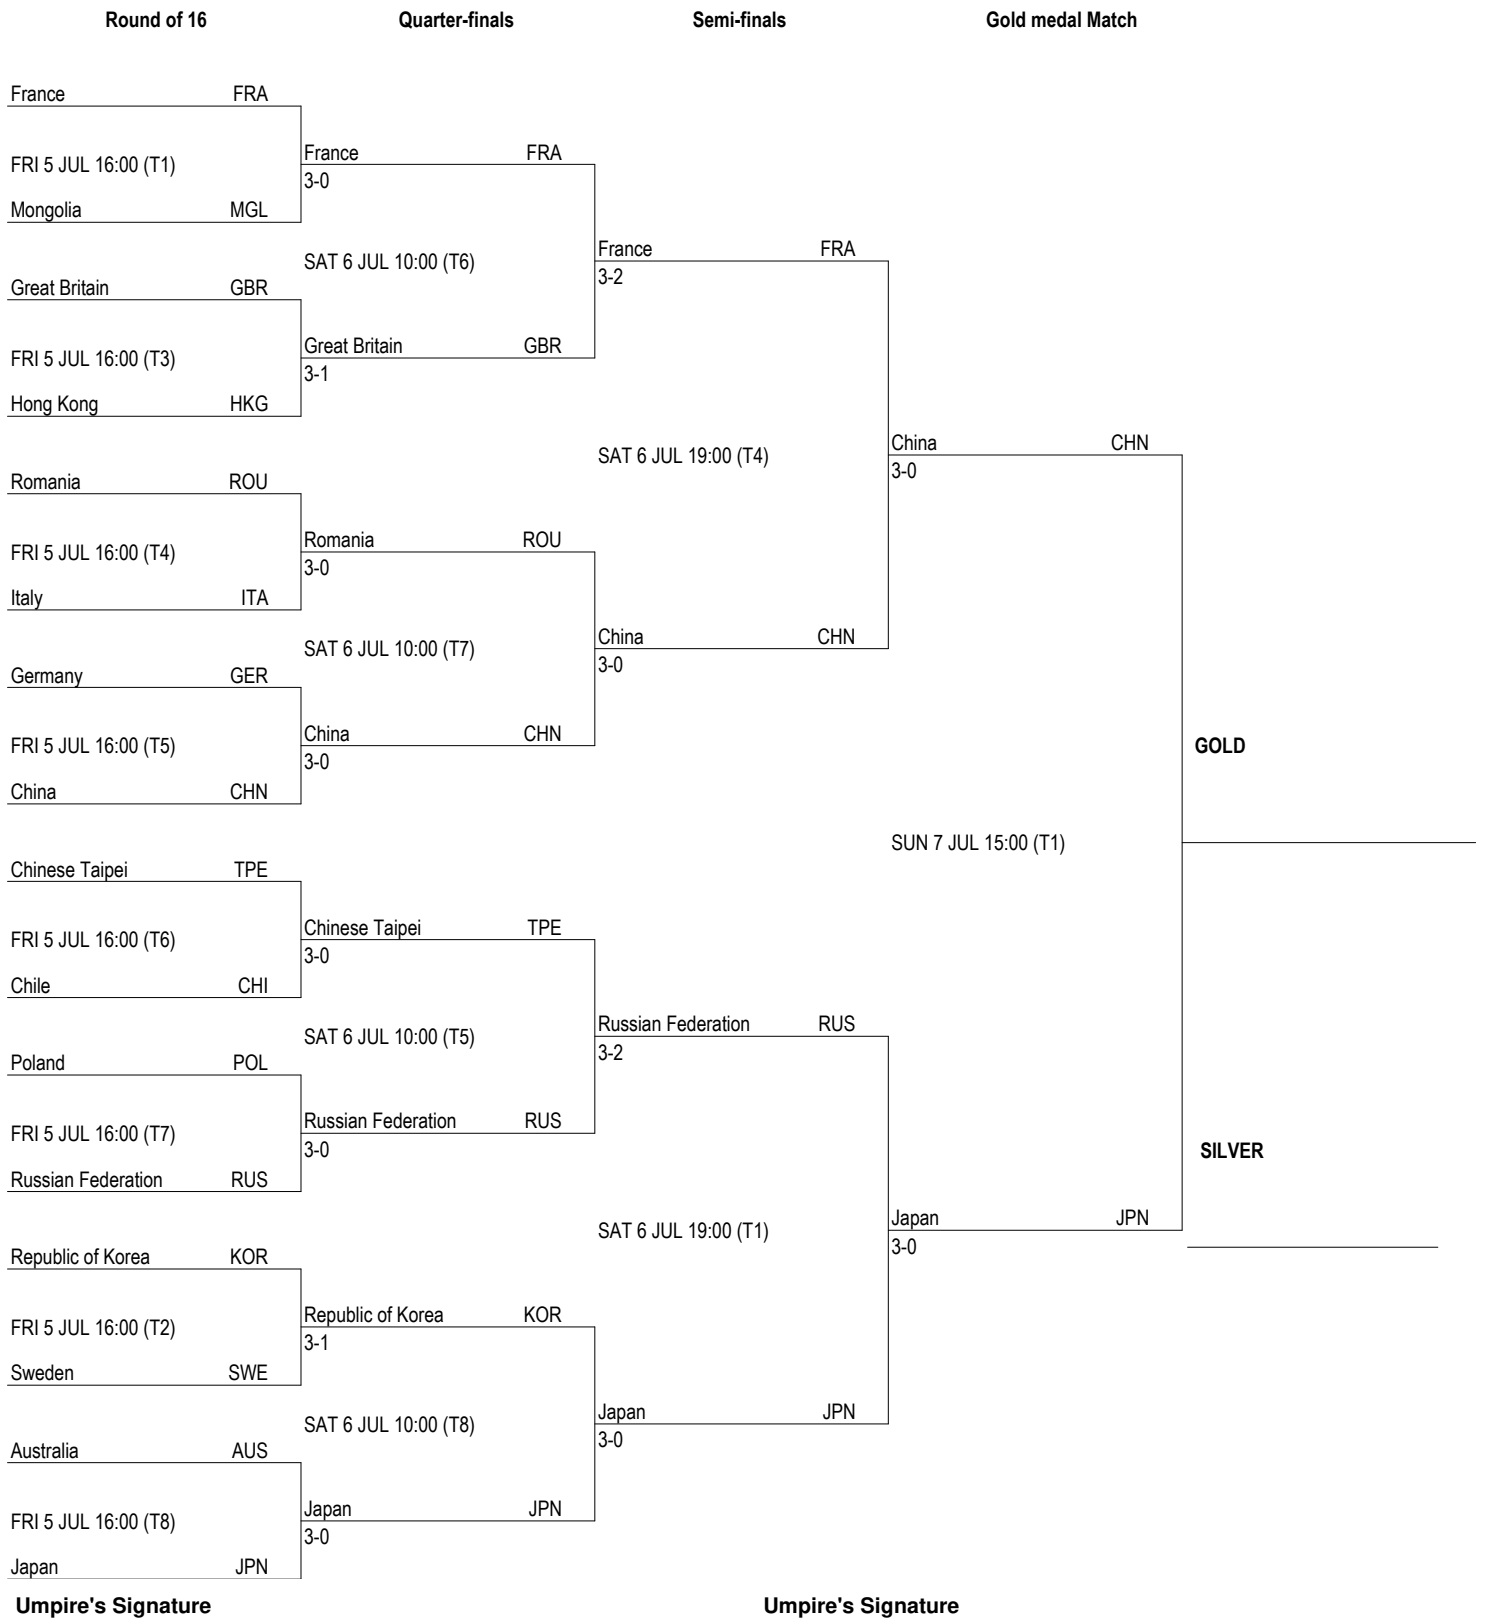 Round of 16 Quarter-finals Semi-finals Gold medal Match
France FRA
FRI 5 JUL 16:00 (T1)
Mongolia MGL
Great Britain GBR
FRI 5 JUL 16:00 (T3)
Hong Kong HKG
Romania ROU
FRI 5 JUL 16:00 (T4)
Italy ITA
Germany GER
FRI 5 JUL 16:00 (T5)
China CHN
Chinese Taipei TPE
FRI 5 JUL 16:00 (T6)
Chile CHI
Poland POL
FRI 5 JUL 16:00 (T7)
Russian Federation RUS
Republic of Korea KOR
FRI 5 JUL 16:00 (T2)
Sweden SWE
Australia AUS
FRI 5 JUL 16:00 (T8)
Japan JPN
France FRA
3-0
SAT 6 JUL 10:00 (T6)
Great Britain GBR
3-1
Romania ROU
3-0
SAT 6 JUL 10:00 (T7)
China CHN
3-0
Chinese Taipei TPE
3-0
SAT 6 JUL 10:00 (T5)
Russian Federation RUS
3-0
Republic of Korea KOR
3-1
SAT 6 JUL 10:00 (T8)
Japan JPN
3-0
France FRA
3-2
SAT 6 JUL 19:00 (T4)
China CHN
3-0
Russian Federation RUS
3-2
SAT 6 JUL 19:00 (T1)
Japan JPN
3-0
China CHN
3-0
SUN 7 JUL 15:00 (T1)
Japan JPN
3-0
GOLD
SILVER
Umpire's Signature Umpire's Signature